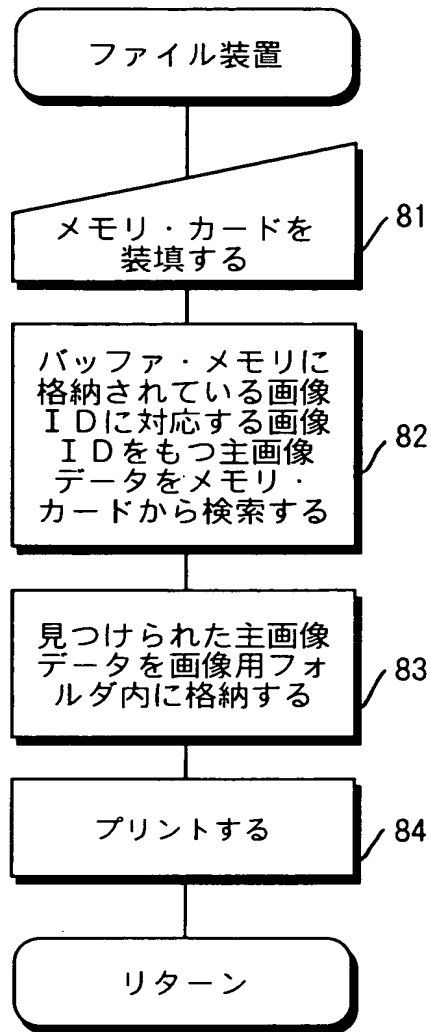 ファイル装置
メモリ・カードを
装填する
81
バッファ・メモリに
格納されている画像
IDに対応する画像
IDをもつ主画像
データをメモリ・
カードから検索する
82
見つけられた主画像
データを画像用フォ
ルダ内に格納する
83
プリントする
84
リターン